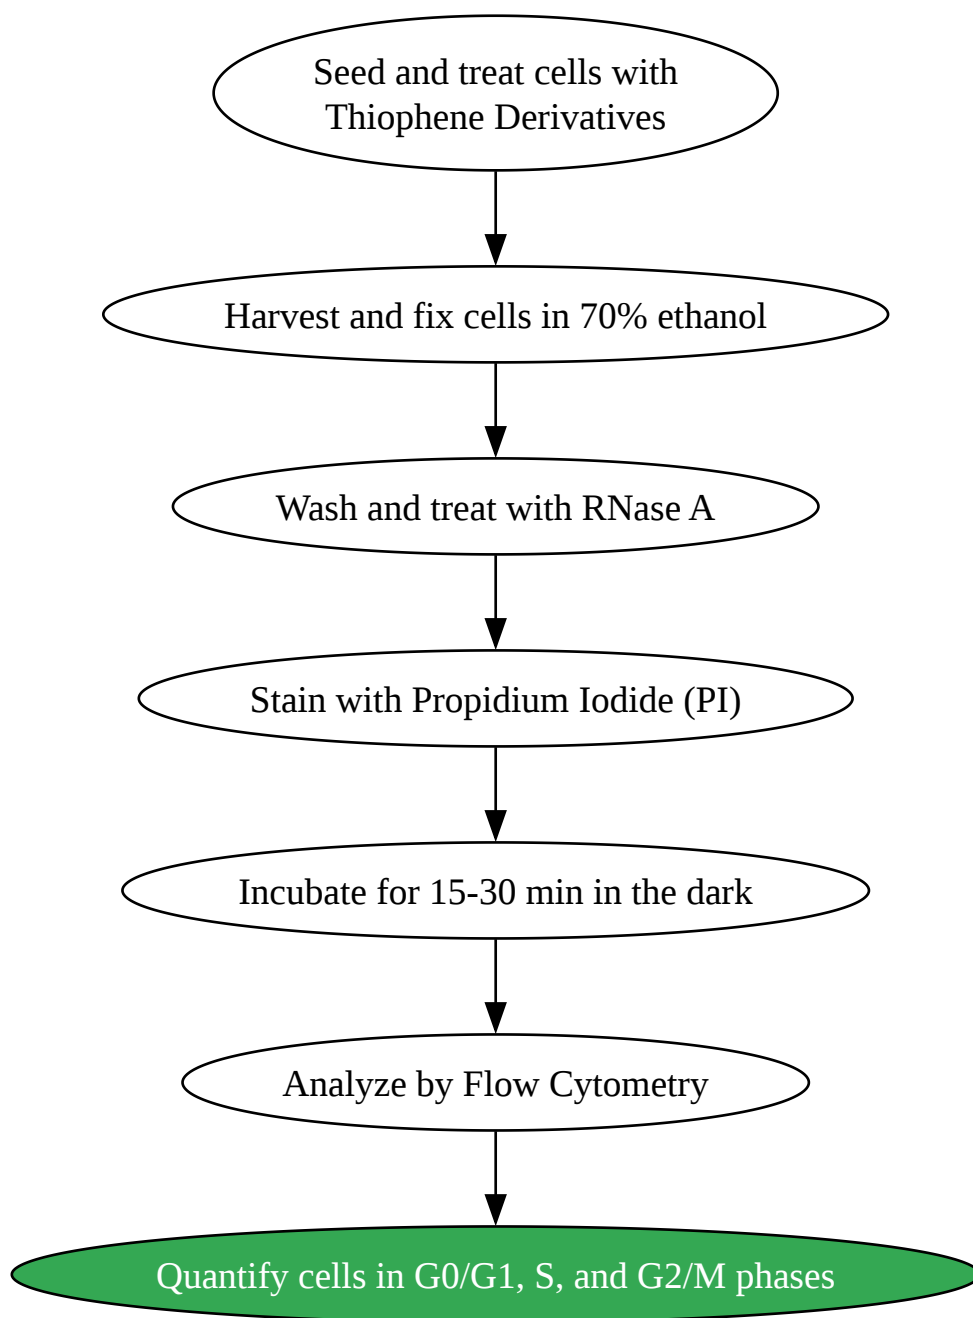 Seed and treat cells with
Thiophene Derivatives
Harvest and fix cells in 70% ethanol
Wash and treat with RNase A
Stain with Propidium Iodide (PI)
Incubate for 15-30 min in the dark
Analyze by Flow Cytometry
Quantify cells in G0/G1, S, and G2/M phases